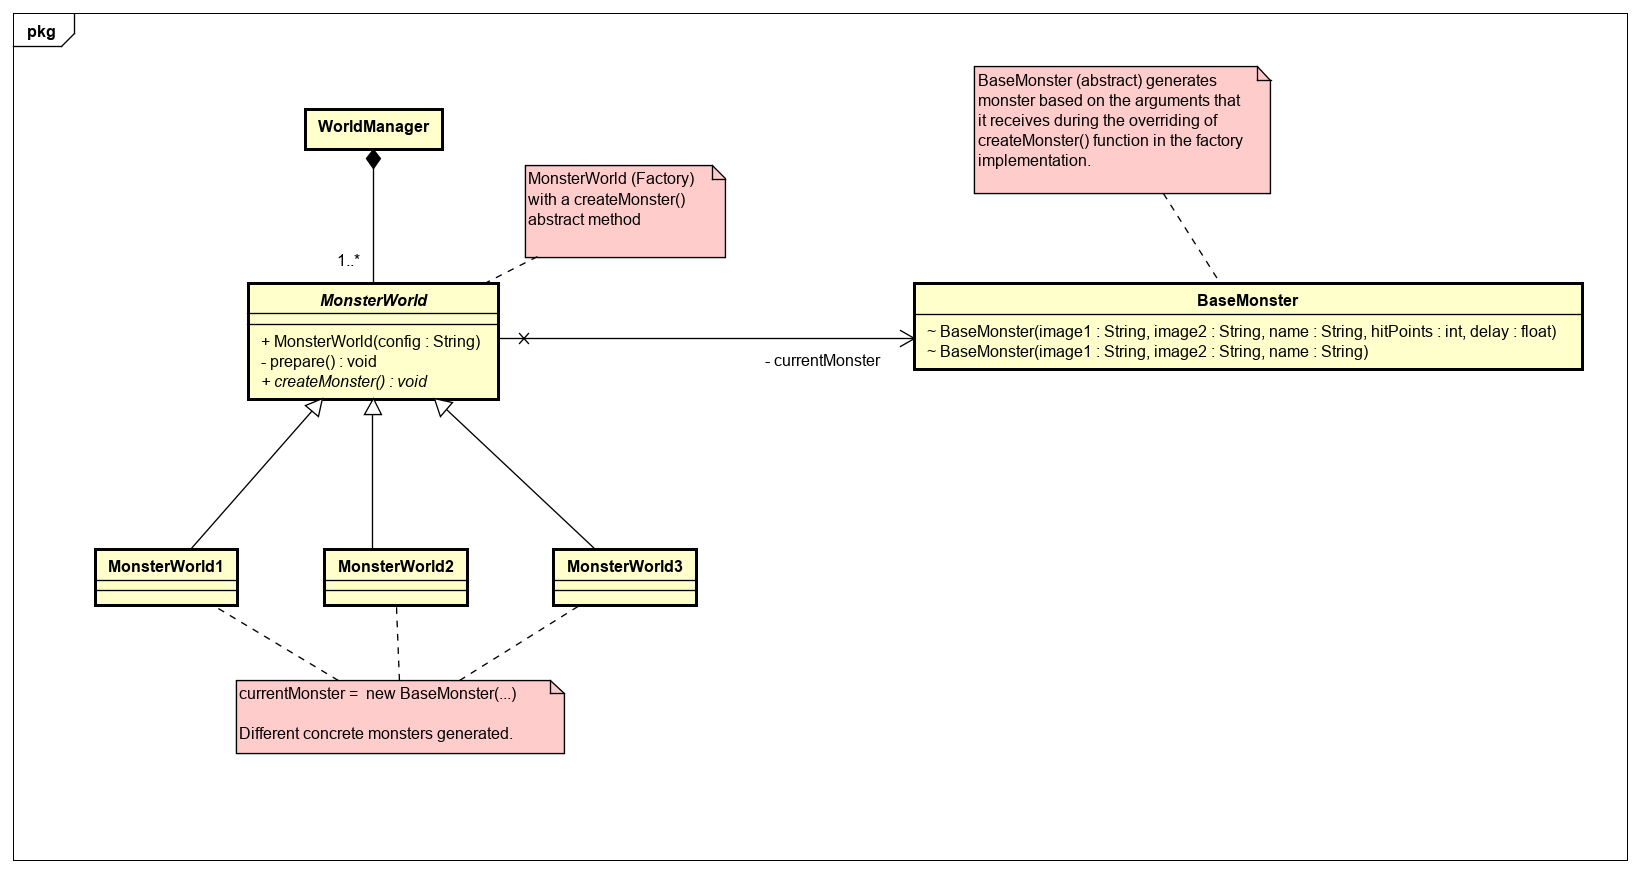 pkg
BaseMonster (abstract) generates
monster based on the arguments that
it receives during the overriding of
createMonster() function in the factory
implementation.
WorldManager
MonsterWorld (Factory)
with a createMonster()
abstract method
1..*
MonsterWorld
+ MonsterWorld(config : String)
- prepare() : void
+ createMonster() : void
- currentMonster
BaseMonster
~ BaseMonster(image1 : String, image2 : String, name : String, hitPoints : int, delay : float)
~ BaseMonster(image1 : String, image2 : String, name : String)
MonsterWorld1
MonsterWorld2
MonsterWorld3
currentMonster = new BaseMonster(...)
Different concrete monsters generated.